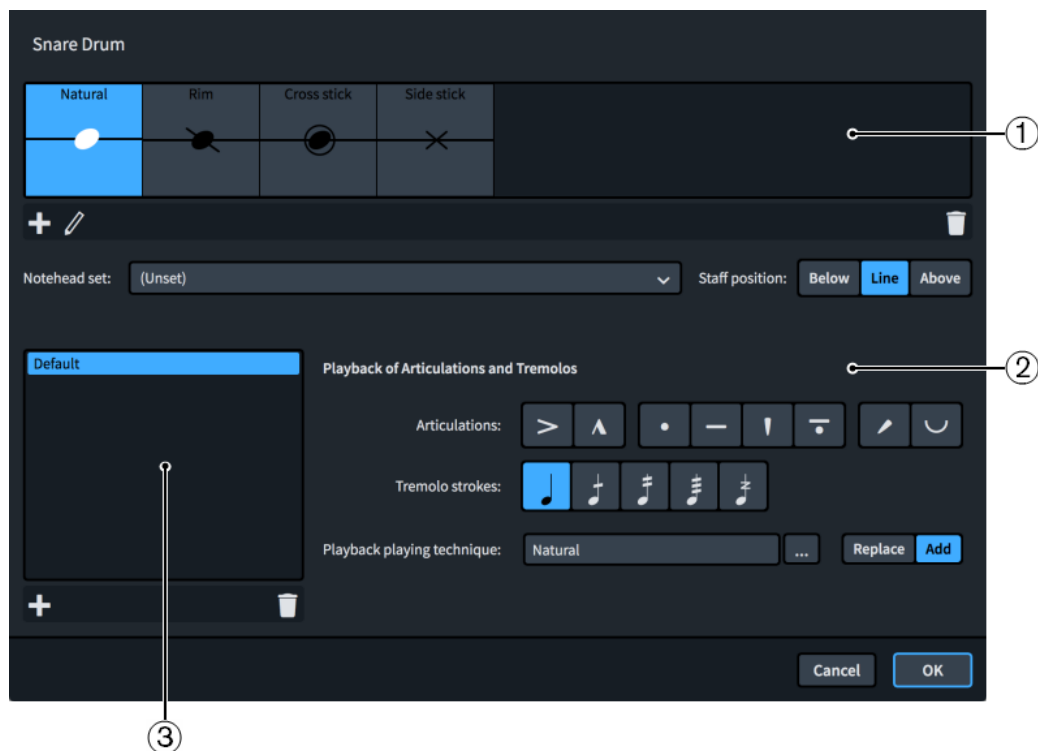 Snare Drum
Natural Rim Cross stick Side stick
①
Notehead set: (Unset) Staff position: Below Line Above
Default
Playback of Articulations and Tremolos
②
Articulations:
Tremolo strokes:
Playback playing technique: Natural ... Replace Add
Cancel OK
③